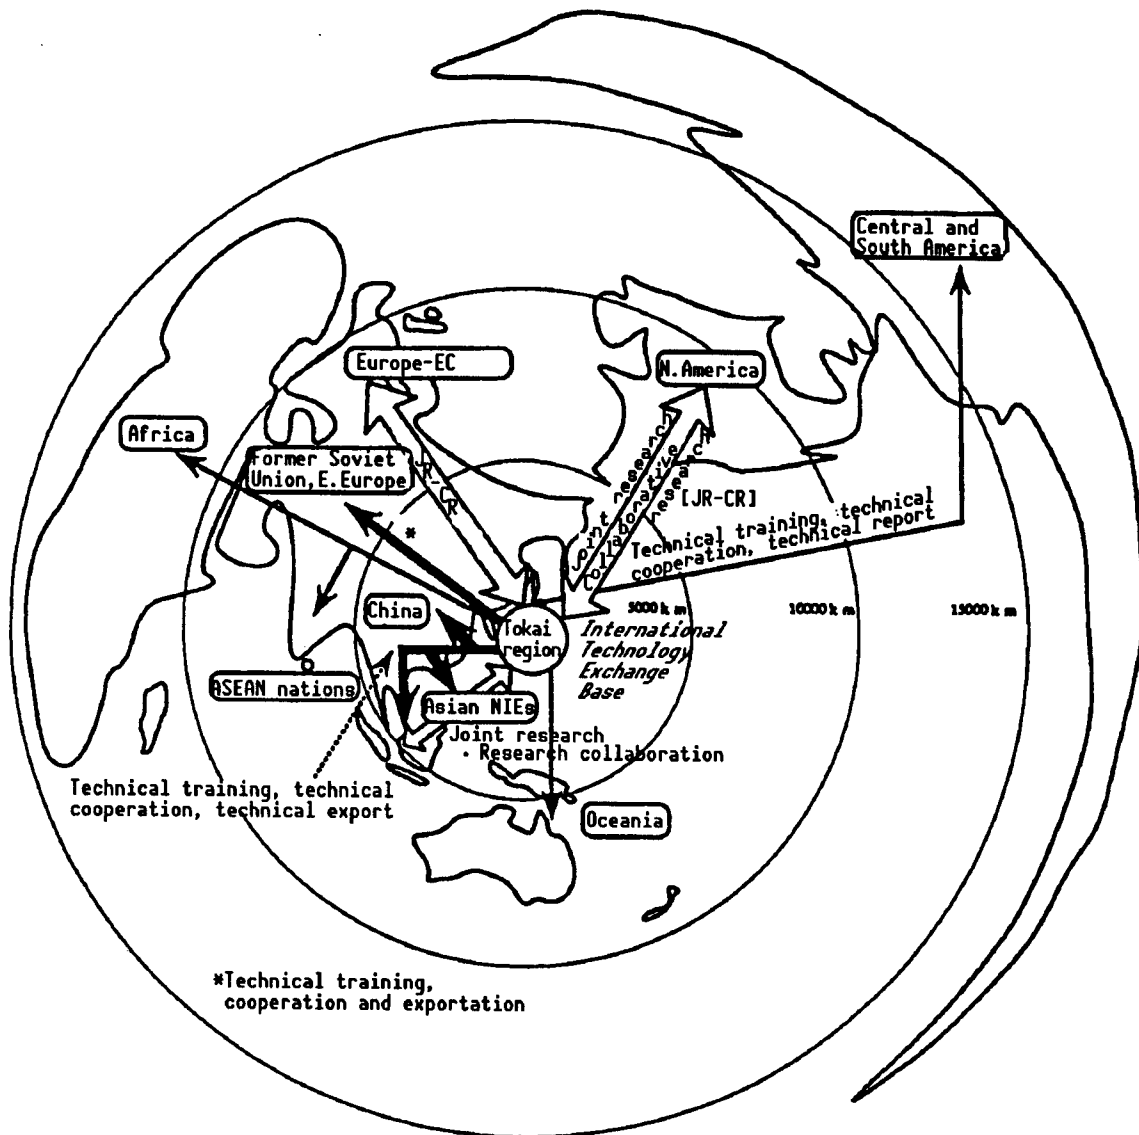 Central and
South America
Europe-EC
N.America
Africa
Former Soviet
Union,E.Europe
JR-CR
*
Joint research
Collaborative
research
[JR-CR]
Technical training, technical
cooperation, technical report
China
Tokai
region
5000km
10000km
15000km
International
Technology
Exchange
Base
ASEAN nations
Asian NIEs
Joint research
· Research collaboration
Technical training, technical
cooperation, technical export
Oceania
*Technical training,
cooperation and exportation